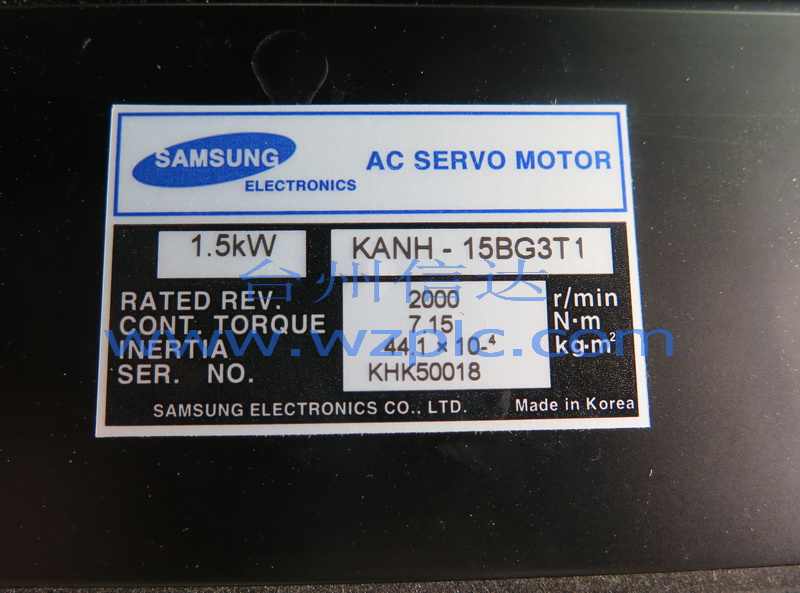 SAMSUNG
ELECTRONICS
AC SERVO MOTOR
1.5kW
KANH - 15BG3T1
台州信达
RATED REV. 2000 r/min
CONT. TORQUE 7.15 N·m
www.wzplc.com
INERTIA 44.1 × 10-⁴ kg·m²
SER. NO. KHK50018
SAMSUNG ELECTRONICS CO., LTD. Made in Korea